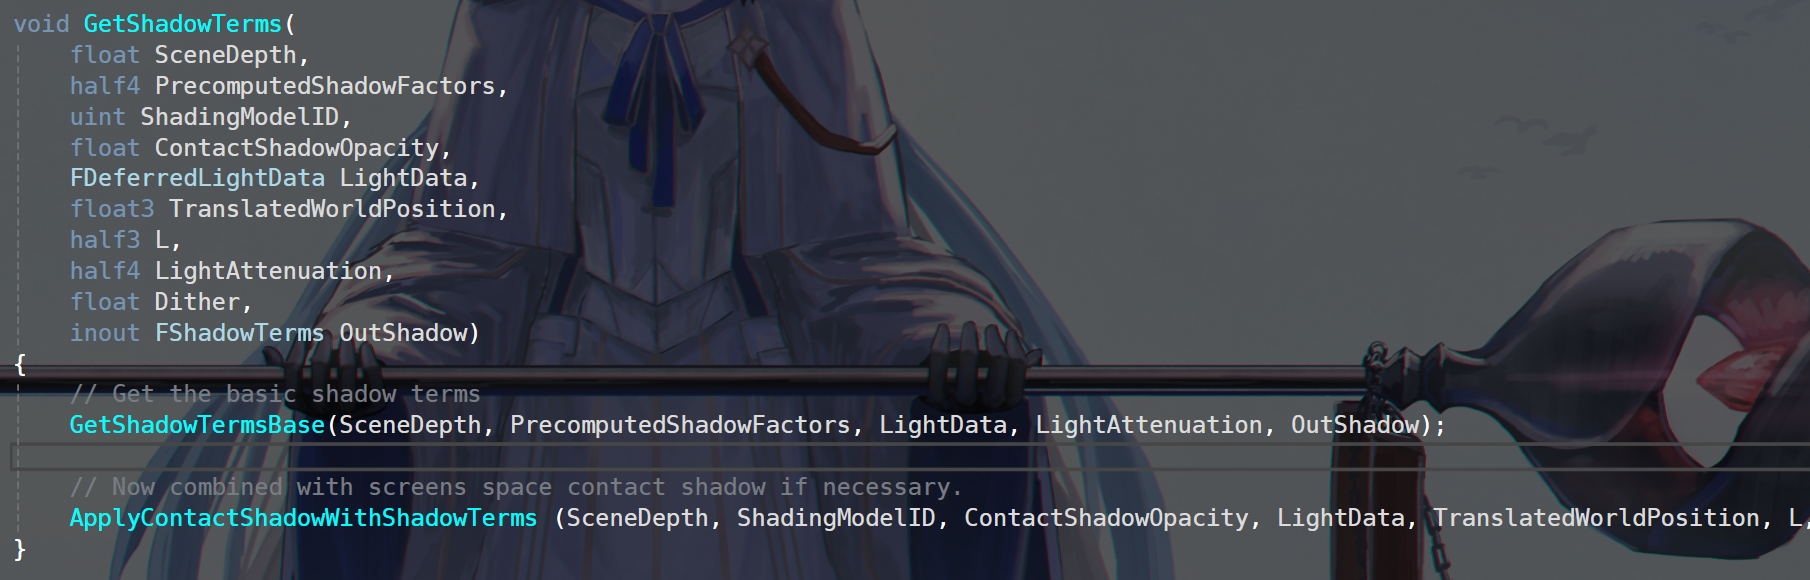 void GetShadowTerms(
    float SceneDepth,
    half4 PrecomputedShadowFactors,
    uint ShadingModelID,
    float ContactShadowOpacity,
    FDeferredLightData LightData,
    float3 TranslatedWorldPosition,
    half3 L,
    half4 LightAttenuation,
    float Dither,
    inout FShadowTerms OutShadow)
{
    // Get the basic shadow terms
    GetShadowTermsBase(SceneDepth, PrecomputedShadowFactors, LightData, LightAttenuation, OutShadow);
    // Now combined with screens space contact shadow if necessary.
    ApplyContactShadowWithShadowTerms (SceneDepth, ShadingModelID, ContactShadowOpacity, LightData, TranslatedWorldPosition, L,
}